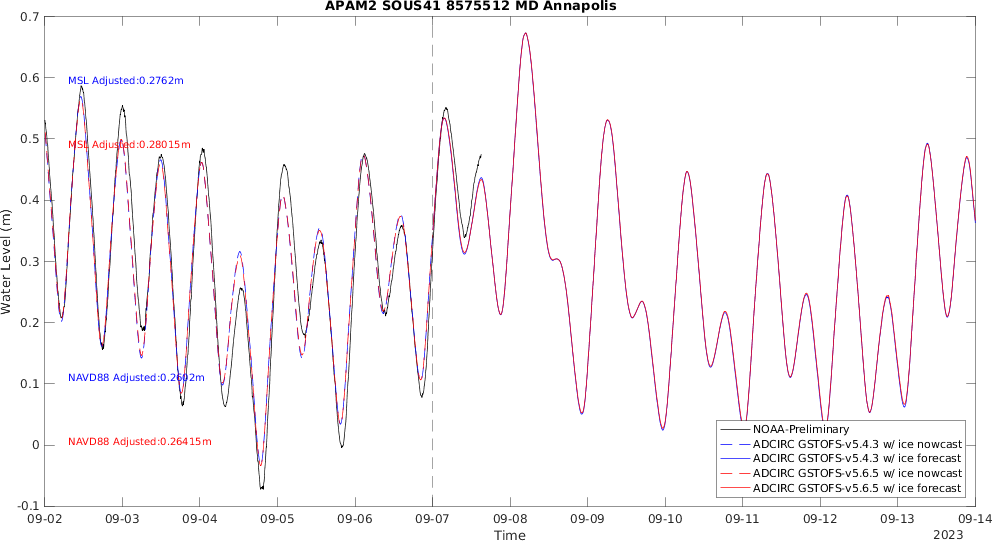 APAM2 SOUS41 8575512 MD Annapolis
0.7
0.6
0.5
0.4
0.3
0.2
0.1
0
-0.1
Water Level (m)
MSL Adjusted:0.2762m
MSL Adjusted:0.28015m
NAVD88 Adjusted:0.2602m
NAVD88 Adjusted:0.26415m
NOAA-Preliminary
ADCIRC GSTOFS-v5.4.3 w/ ice nowcast
ADCIRC GSTOFS-v5.4.3 w/ ice forecast
ADCIRC GSTOFS-v5.6.5 w/ ice nowcast
ADCIRC GSTOFS-v5.6.5 w/ ice forecast
09-02 09-03 09-04 09-05 09-06 09-07 09-08 09-09 09-10 09-11 09-12 09-13 09-14
Time
2023